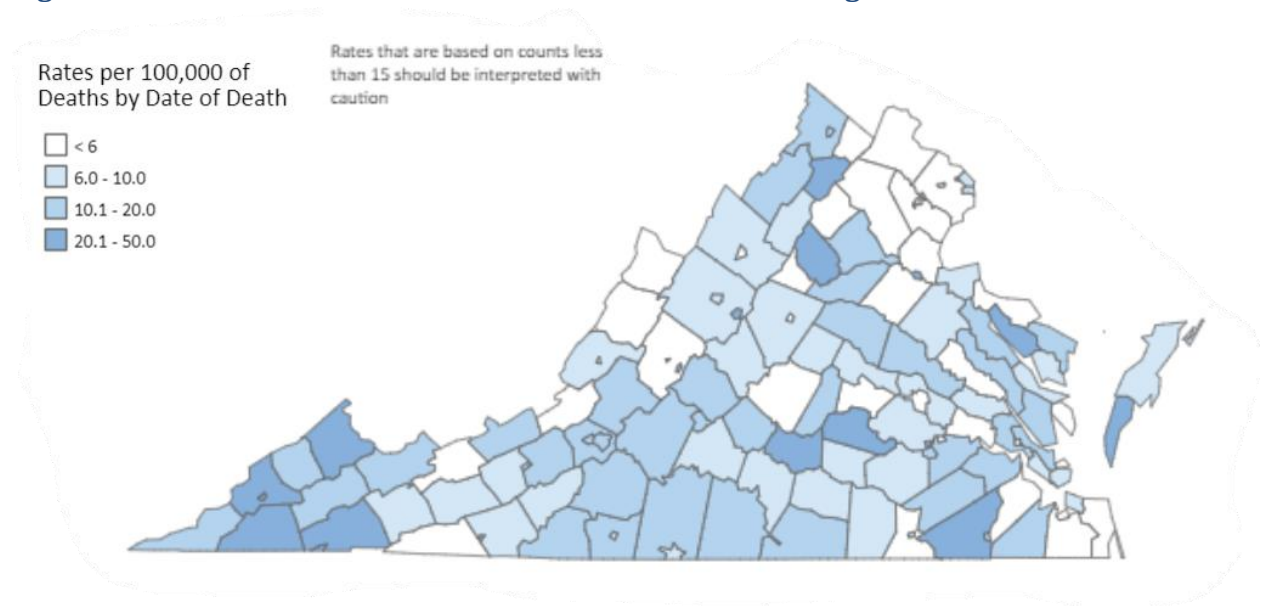 Rates that are based on counts less
than 15 should be interpreted with
caution
Rates per 100,000 of
Deaths by Date of Death
< 6
6.0 - 10.0
10.1 - 20.0
20.1 - 50.0